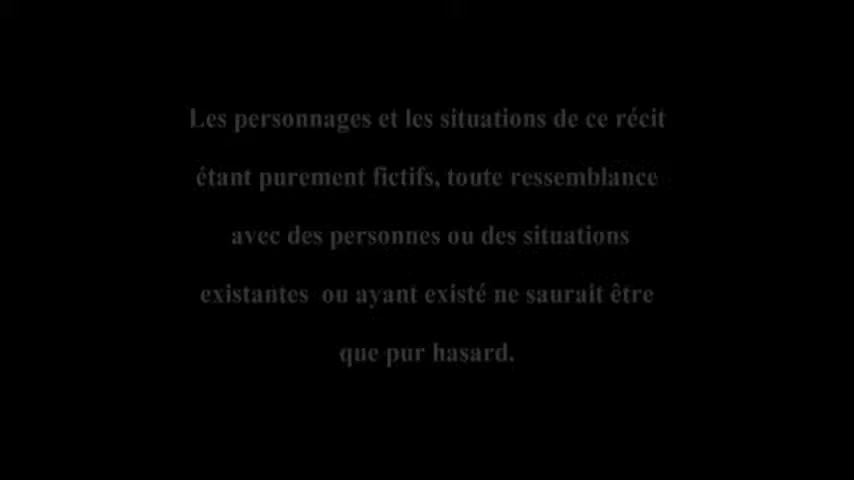 Les personnages et les situations de ce récit
étant purement fictifs, toute ressemblance
avec des personnes ou des situations
existantes ou ayant existé ne saurait être
que pur hasard.